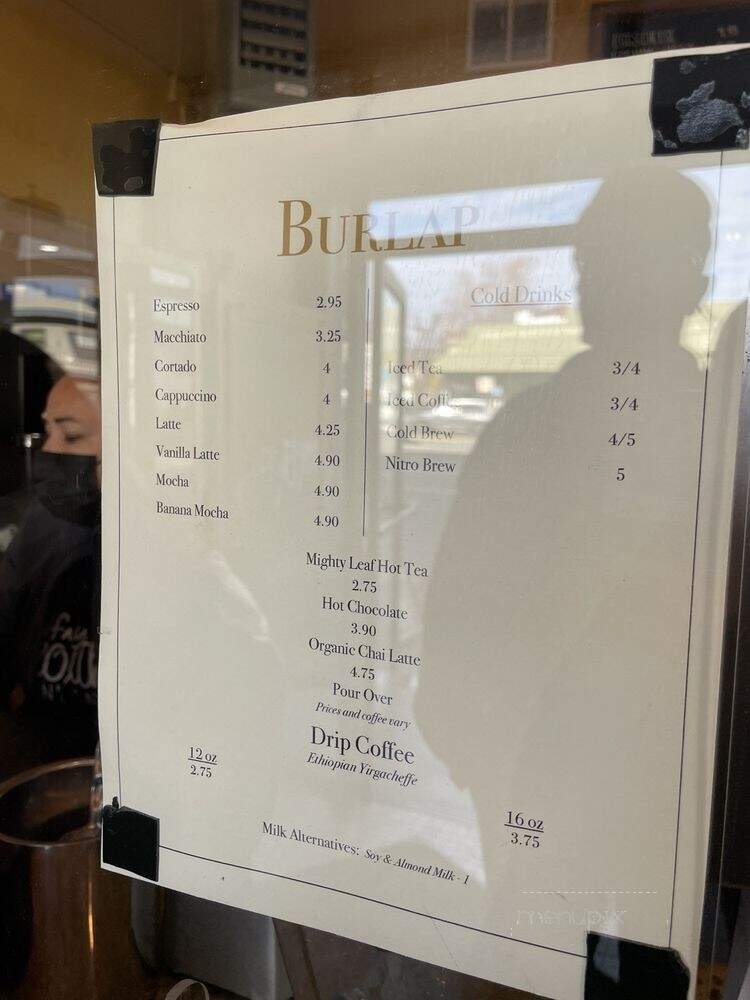 BURLAP
Espresso 2.95
Macchiato 3.25
Cortado 4
Cappuccino 4
Latte 4.25
Vanilla Latte 4.90
Mocha 4.90
Banana Mocha 4.90
Cold Drinks
Iced Tea 3/4
Iced Coffee 3/4
Cold Brew 4/5
Nitro Brew 5
Mighty Leaf Hot Tea
2.75
Hot Chocolate
3.90
Organic Chai Latte
4.75
Pour Over
Prices and coffee vary
Drip Coffee
Ethiopian Yirgacheffe
12 oz
2.75
16 oz
3.75
Milk Alternatives: Soy & Almond Milk - 1
menupix